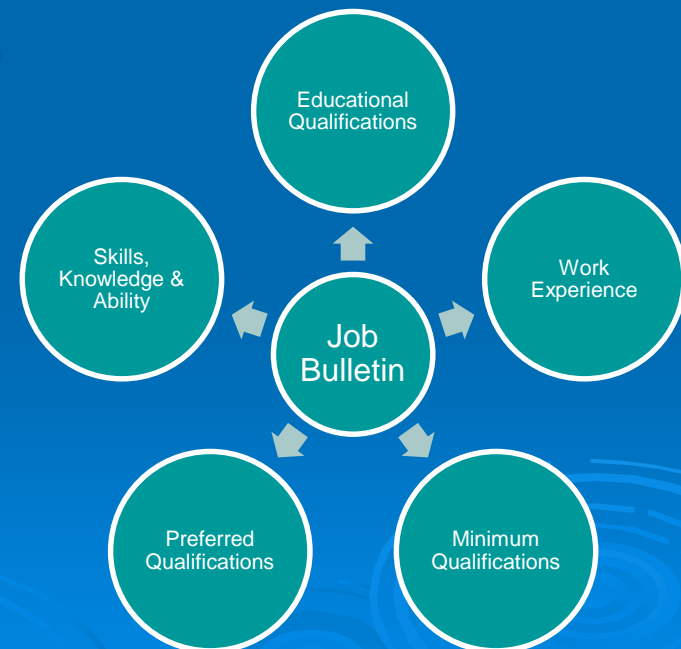 Educational
Qualifications
Skills,
Knowledge &
Ability
Work
Experience
Job
Bulletin
Preferred
Qualifications
Minimum
Qualifications